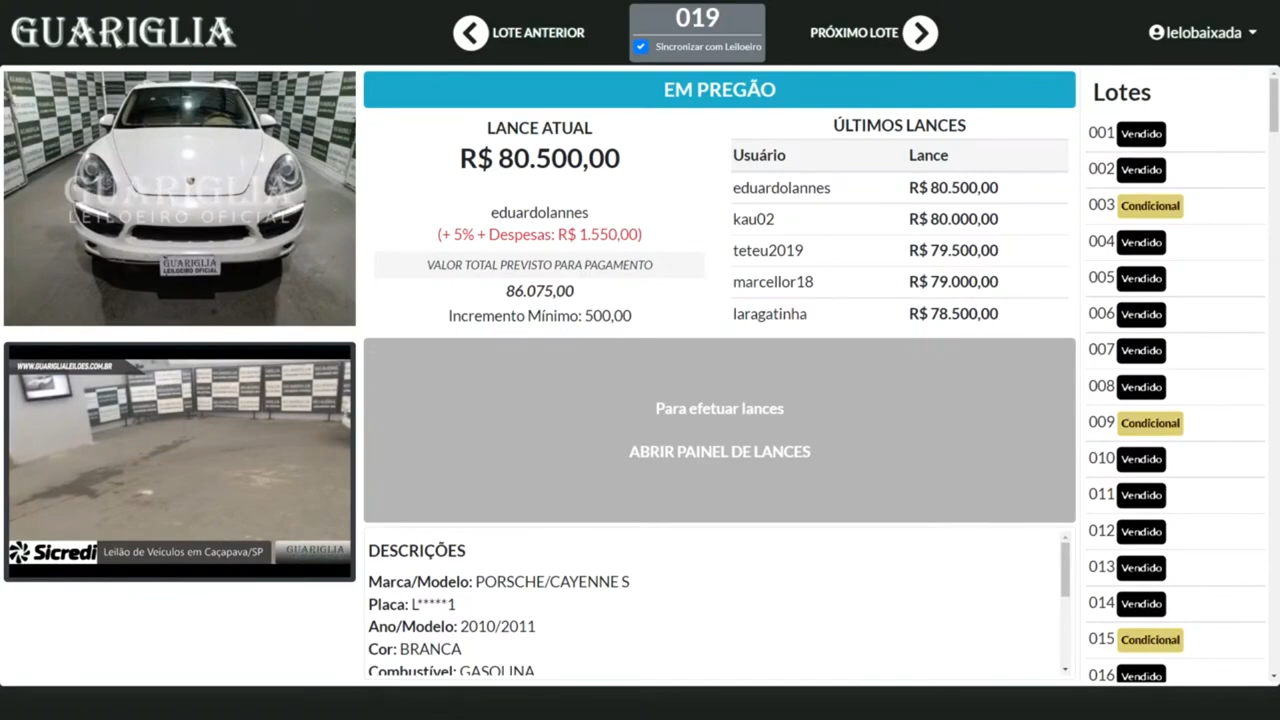 GUARIGLIA
LOTE ANTERIOR
019
Sincronizar com Leiloeiro
PRÓXIMO LOTE
lelobaixada
GUARIGLIA
LEILOEIRO OFICIAL
GUARIGLIA
LEILOEIRO OFICIAL
WWW.GUARIGLIALEILOES.COM.BR
Sicredi
Leilão de Veículos em Caçapava/SP
GUARIGLIA
EM PREGÃO
LANCE ATUAL
R$ 80.500,00
eduardolannes
(+ 5% + Despesas: R$ 1.550,00)
VALOR TOTAL PREVISTO PARA PAGAMENTO
86.075,00
Incremento Mínimo: 500,00
ÚLTIMOS LANCES
Usuário Lance
eduardolannes R$ 80.500,00
kau02 R$ 80.000,00
teteu2019 R$ 79.500,00
marcellor18 R$ 79.000,00
laragatinha R$ 78.500,00
Para efetuar lances
ABRIR PAINEL DE LANCES
DESCRIÇÕES
Marca/Modelo: PORSCHE/CAYENNE S
Placa: L*****1
Ano/Modelo: 2010/2011
Cor: BRANCA
Combustível: GASOLINA
Lotes
001 Vendido
002 Vendido
003 Condicional
004 Vendido
005 Vendido
006 Vendido
007 Vendido
008 Vendido
009 Condicional
010 Vendido
011 Vendido
012 Vendido
013 Vendido
014 Vendido
015 Condicional
016 Vendido